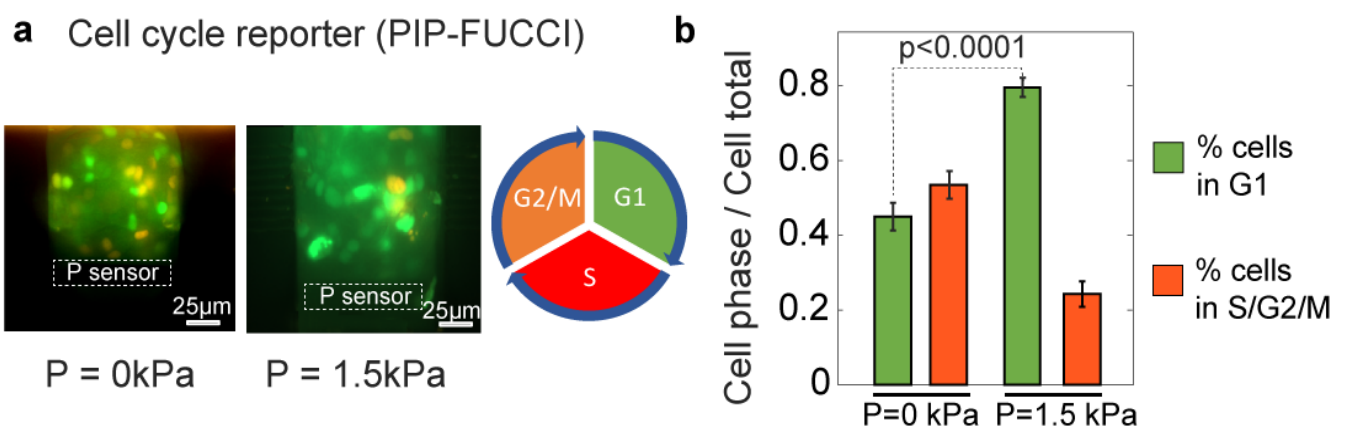 a Cell cycle reporter (PIP-FUCCI)
P sensor
25µm
P = 0kPa
P sensor
25µm
P = 1.5kPa
G2/M
G1
S
b
Cell phase / Cell total
0.8
0.6
0.4
0.2
0
p<0.0001
P=0 kPa
P=1.5 kPa
% cells
in G1
% cells
in S/G2/M